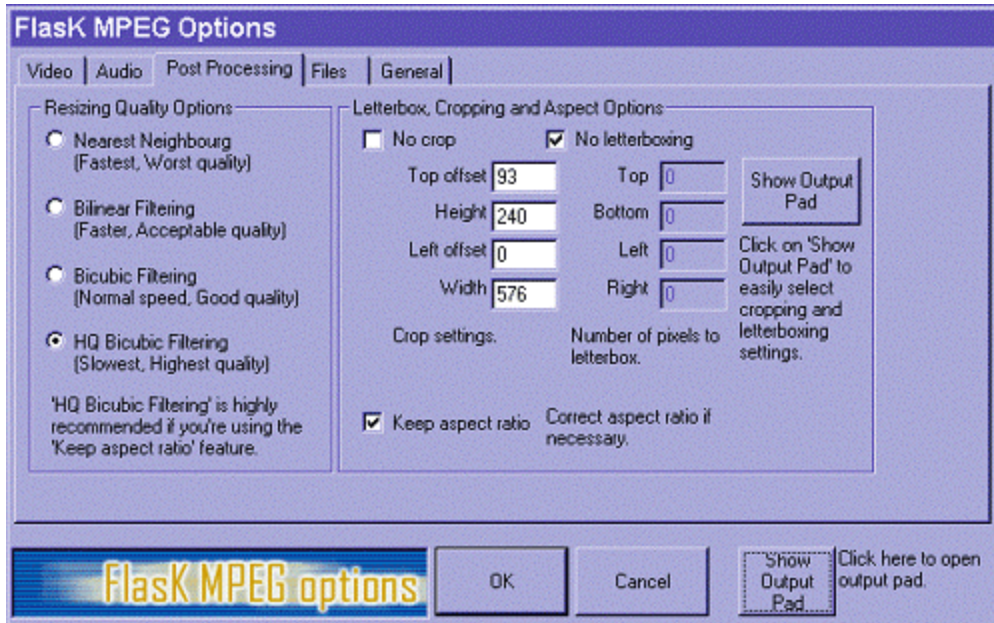 FlasK MPEG Options
Video
Audio
Post Processing
Files
General
Resizing Quality Options
Nearest Neighbourg
(Fastest, Worst quality)
Bilinear Filtering
(Faster, Acceptable quality)
Bicubic Filtering
(Normal speed, Good quality)
HQ Bicubic Filtering
(Slowest, Highest quality)
'HQ Bicubic Filtering' is highly
recommended if you're using the
'Keep aspect ratio' feature.
Letterbox, Cropping and Aspect Options
No crop
No letterboxing
Top offset 93
Height 240
Left offset 0
Width 576
Crop settings.
Top 0
Bottom 0
Left 0
Right 0
Number of pixels to
letterbox.
Show Output
Pad
Click on 'Show
Output Pad' to
easily select
cropping and
letterboxing
settings.
Keep aspect ratio
Correct aspect ratio if
necessary.
FlasK MPEG options
OK
Cancel
Show
Output
Pad
Click here to open
output pad.